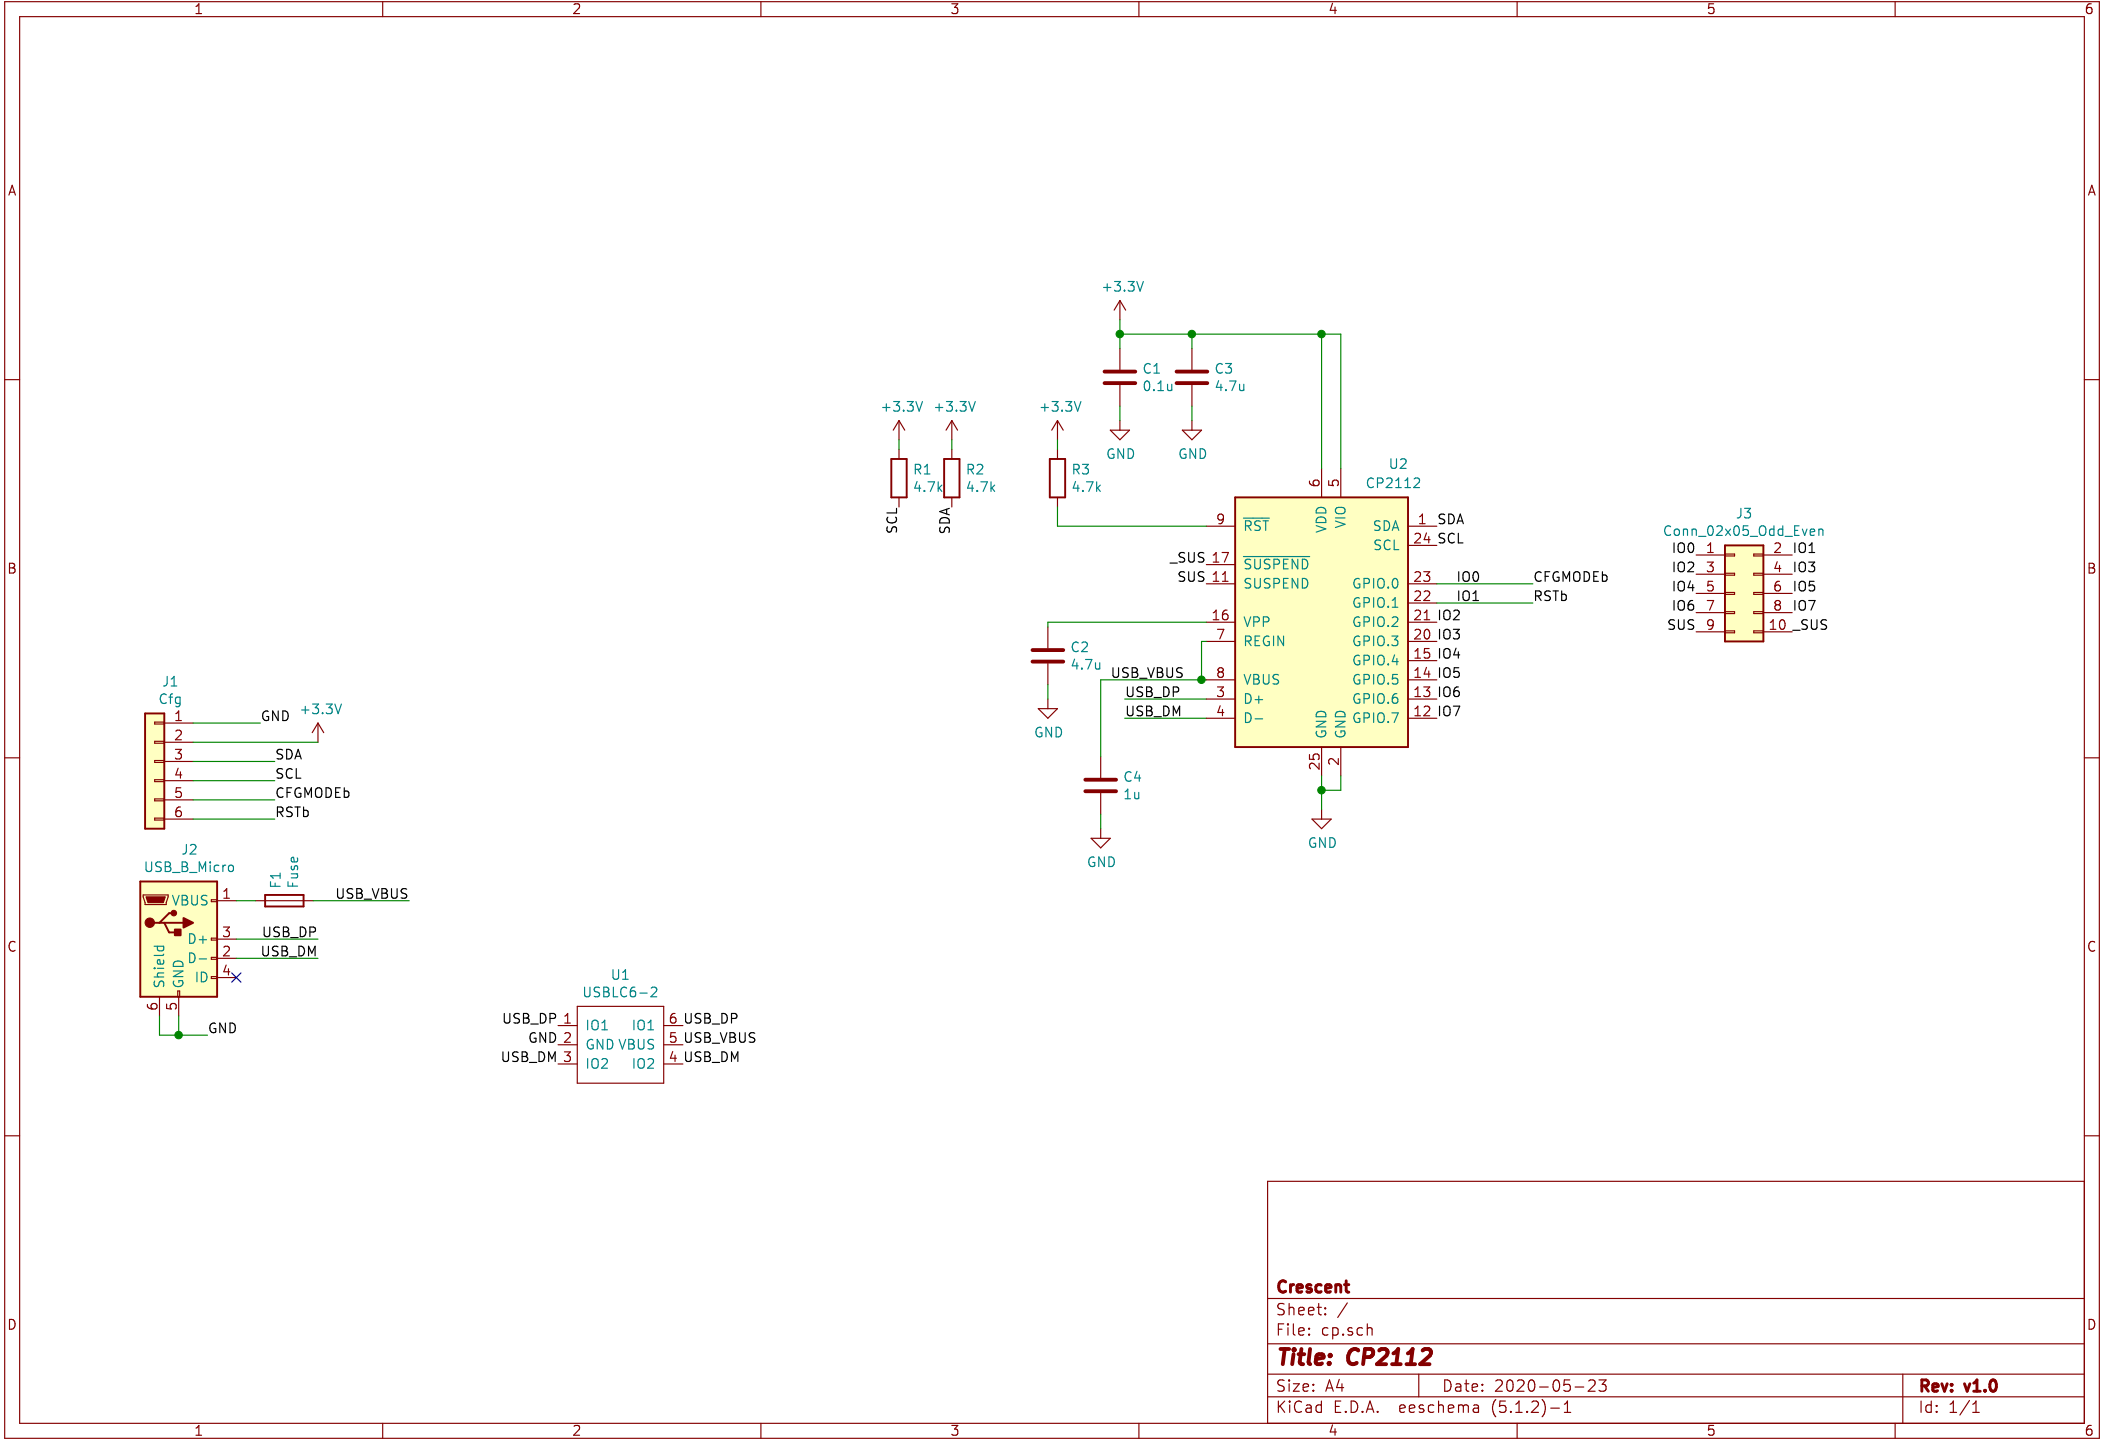 1 2 3 4 5 6
A A
B B
C C
D D
+3.3V
C1
0.1u
C3
4.7u
GND GND
+3.3V +3.3V +3.3V
R1
4.7k
R2
4.7k
R3
4.7k
SCL
SDA
U2
CP2112
6 5
VDD VIO
9 RST
17 SUSPEND
11 SUSPEND
16 VPP
7 REGIN
8 VBUS
3 D+
4 D-
_SUS
SUS
USB_VBUS
USB_DP
USB_DM
SDA 1 SDA
SCL 24 SCL
GPIO.0 23 IO0 CFGMODEb
GPIO.1 22 IO1 RSTb
GPIO.2 21 IO2
GPIO.3 20 IO3
GPIO.4 15 IO4
GPIO.5 14 IO5
GPIO.6 13 IO6
GPIO.7 12 IO7
GND GND
25 2
GND
C2
4.7u
GND
C4
1u
GND
J3
Conn_02x05_Odd_Even
IO0 1 2 IO1
IO2 3 4 IO3
IO4 5 6 IO5
IO6 7 8 IO7
SUS 9 10 _SUS
J1
Cfg
1 GND
2 +3.3V
3 SDA
4 SCL
5 CFGMODEb
6 RSTb
J2
USB_B_Micro
VBUS 1
F1
Fuse
USB_VBUS
D+ 3 USB_DP
D- 2 USB_DM
ID 4
Shield GND
6 5
GND
U1
USBLC6-2
USB_DP 1 IO1 IO1 6 USB_DP
GND 2 GND VBUS 5 USB_VBUS
USB_DM 3 IO2 IO2 4 USB_DM
Crescent
Sheet: /
File: cp.sch
Title: CP2112
Size: A4 Date: 2020-05-23 Rev: v1.0
KiCad E.D.A. eeschema (5.1.2)-1 Id: 1/1
1 2 3 4 5 6